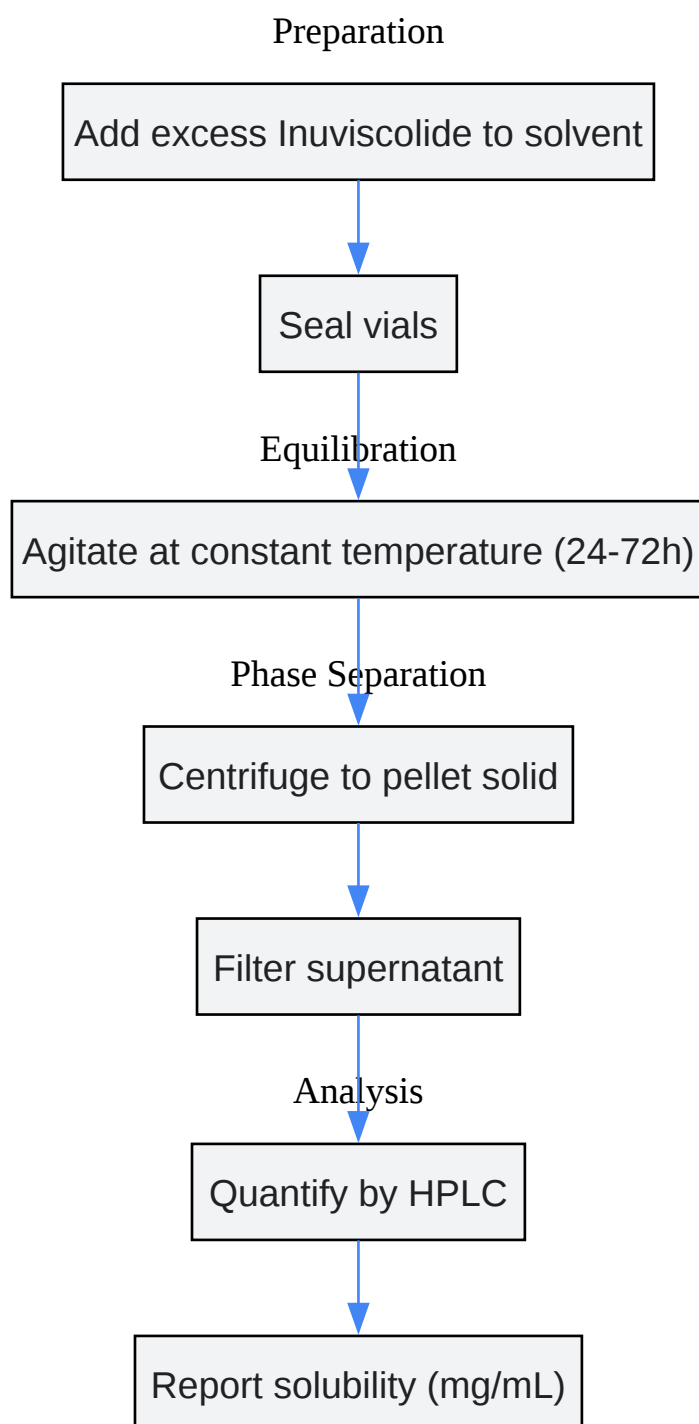 Preparation
Add excess Inuviscolide to solvent
Seal vials
Equilibration
Agitate at constant temperature (24-72h)
Phase Separation
Centrifuge to pellet solid
Filter supernatant
Analysis
Quantify by HPLC
Report solubility (mg/mL)